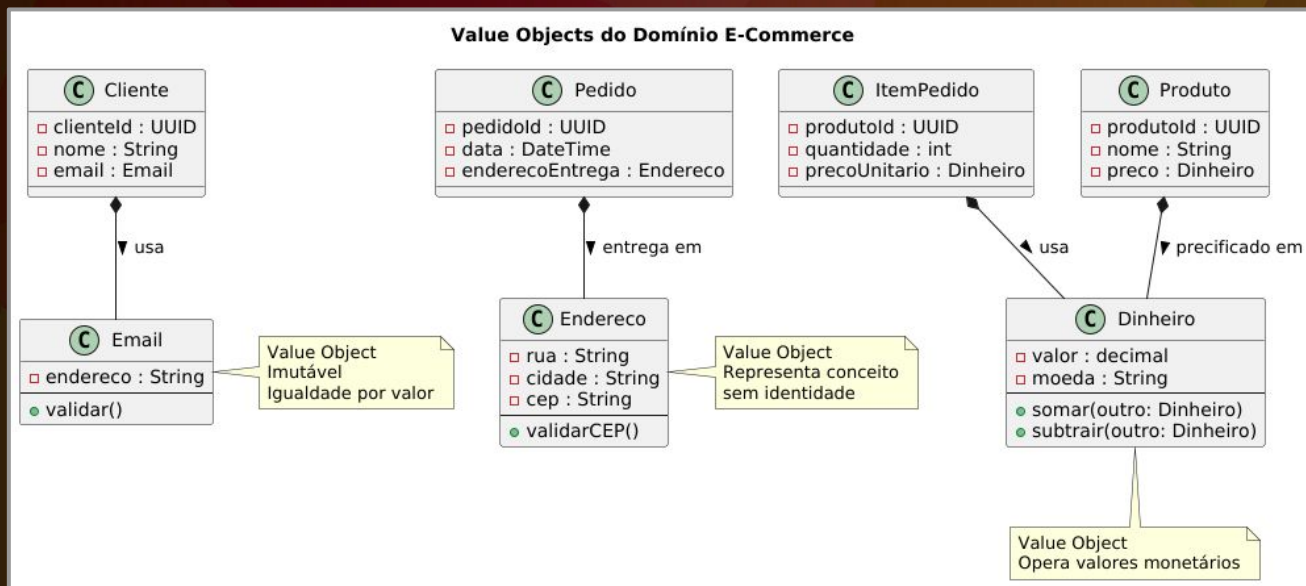 Value Objects do Domínio E-Commerce
C Cliente
clienteId : UUID
nome : String
email : Email
C Pedido
pedidoId : UUID
data : DateTime
enderecoEntrega : Endereco
C ItemPedido
produtoId : UUID
quantidade : int
precoUnitario : Dinheiro
C Produto
produtoId : UUID
nome : String
preco : Dinheiro
usa
entrega em
usa
precificado em
C Email
endereco : String
validar()
Value Object
Imutável
Igualdade por valor
C Endereco
rua : String
cidade : String
cep : String
validarCEP()
Value Object
Representa conceito
sem identidade
C Dinheiro
valor : decimal
moeda : String
somar(outro: Dinheiro)
subtrair(outro: Dinheiro)
Value Object
Opera valores monetários